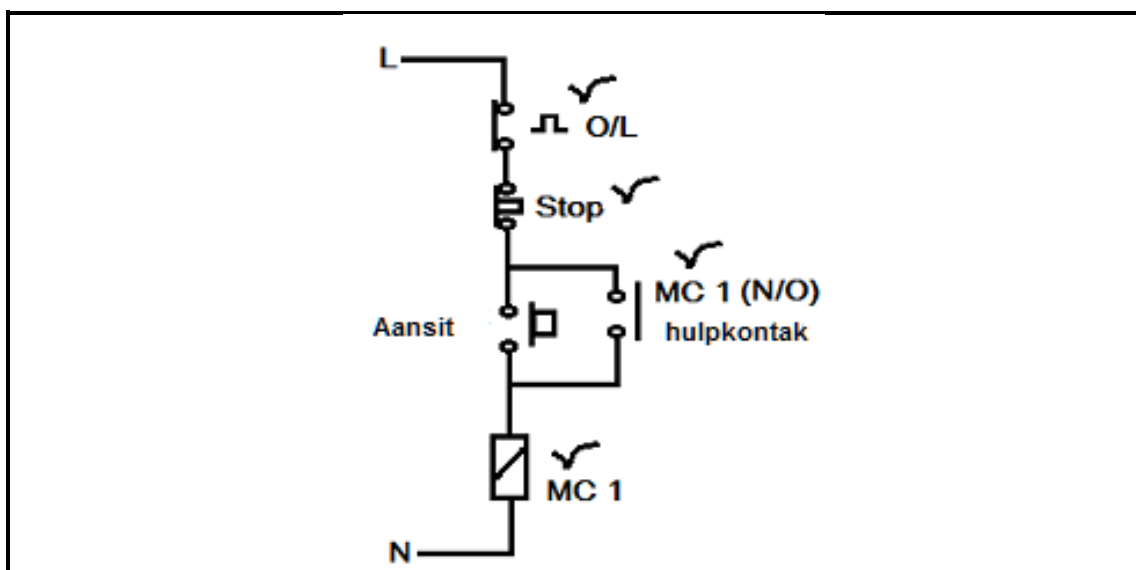 L
O/L
Stop
MC 1 (N/O)
Aansit
hulpkontak
MC 1
N